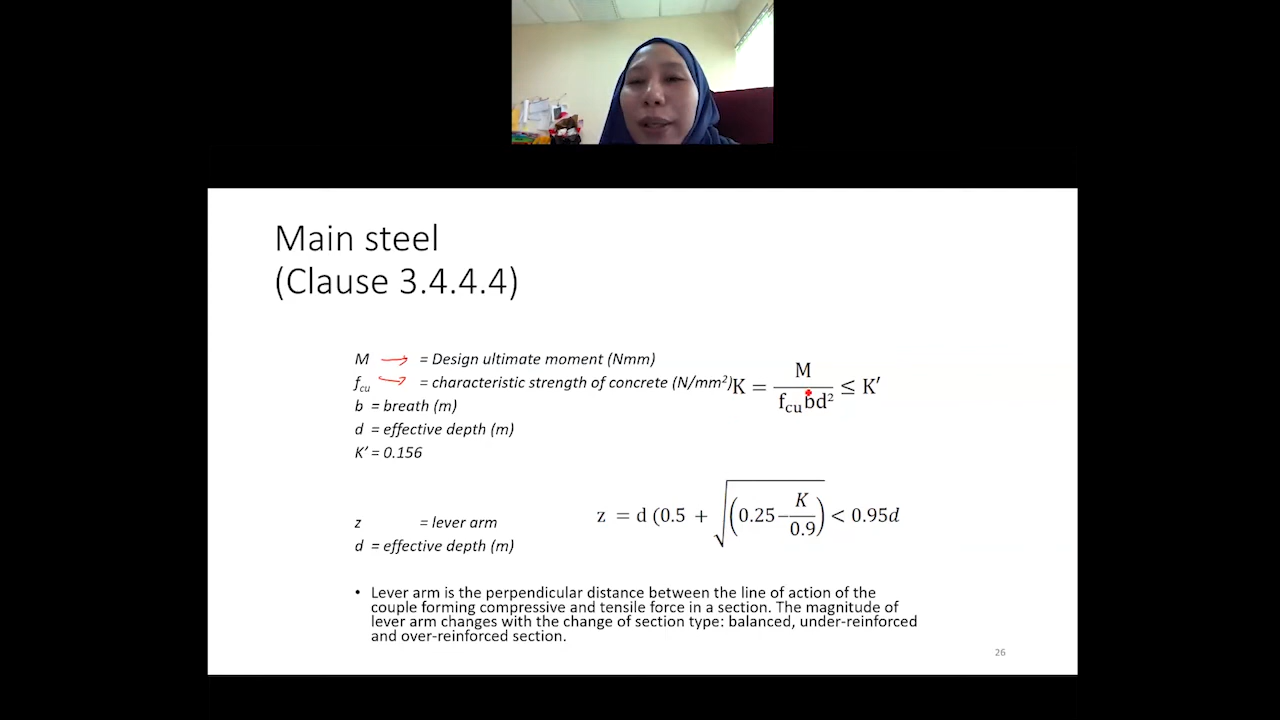 Main steel
(Clause 3.4.4.4)
M = Design ultimate moment (Nmm)
fcu = characteristic strength of concrete (N/mm²)
b = breath (m)
d = effective depth (m)
K' = 0.156
K = M / fcubd² ≤ K'
z = lever arm
d = effective depth (m)
z = d (0.5 + √(0.25−K/0.9) < 0.95d
• Lever arm is the perpendicular distance between the line of action of the
couple forming compressive and tensile force in a section. The magnitude of
lever arm changes with the change of section type: balanced, under-reinforced
and over-reinforced section.
26